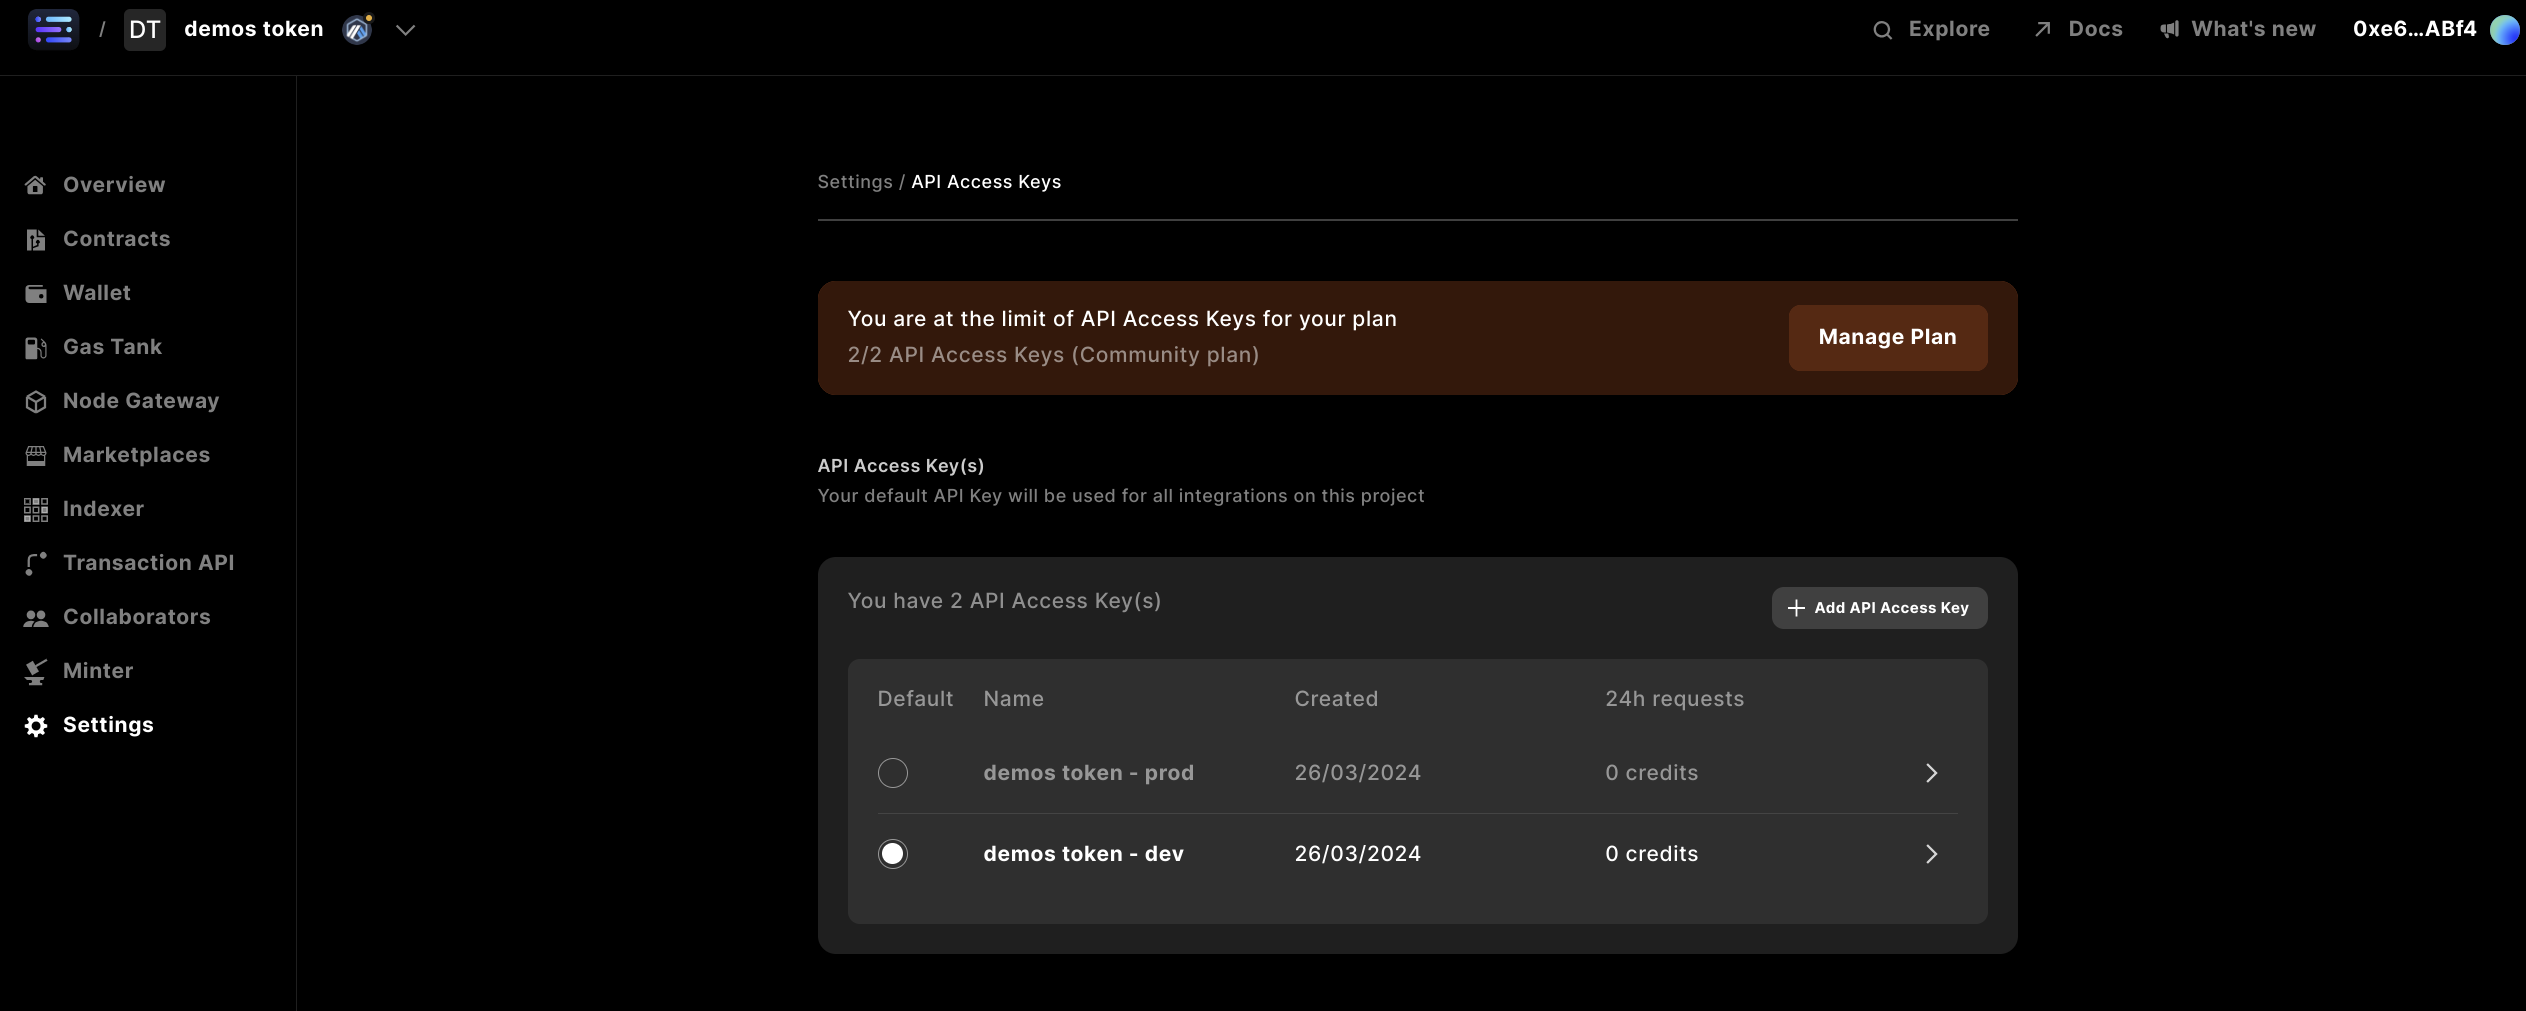 / DT demos token
Explore
Docs
What's new
0xe6...ABf4
Overview
Contracts
Wallet
Gas Tank
Node Gateway
Marketplaces
Indexer
Transaction API
Collaborators
Minter
Settings
Settings / API Access Keys
You are at the limit of API Access Keys for your plan
2/2 API Access Keys (Community plan)
Manage Plan
API Access Key(s)
Your default API Key will be used for all integrations on this project
You have 2 API Access Key(s)
+ Add API Access Key
Default Name Created 24h requests
demos token - prod 26/03/2024 0 credits
demos token - dev 26/03/2024 0 credits